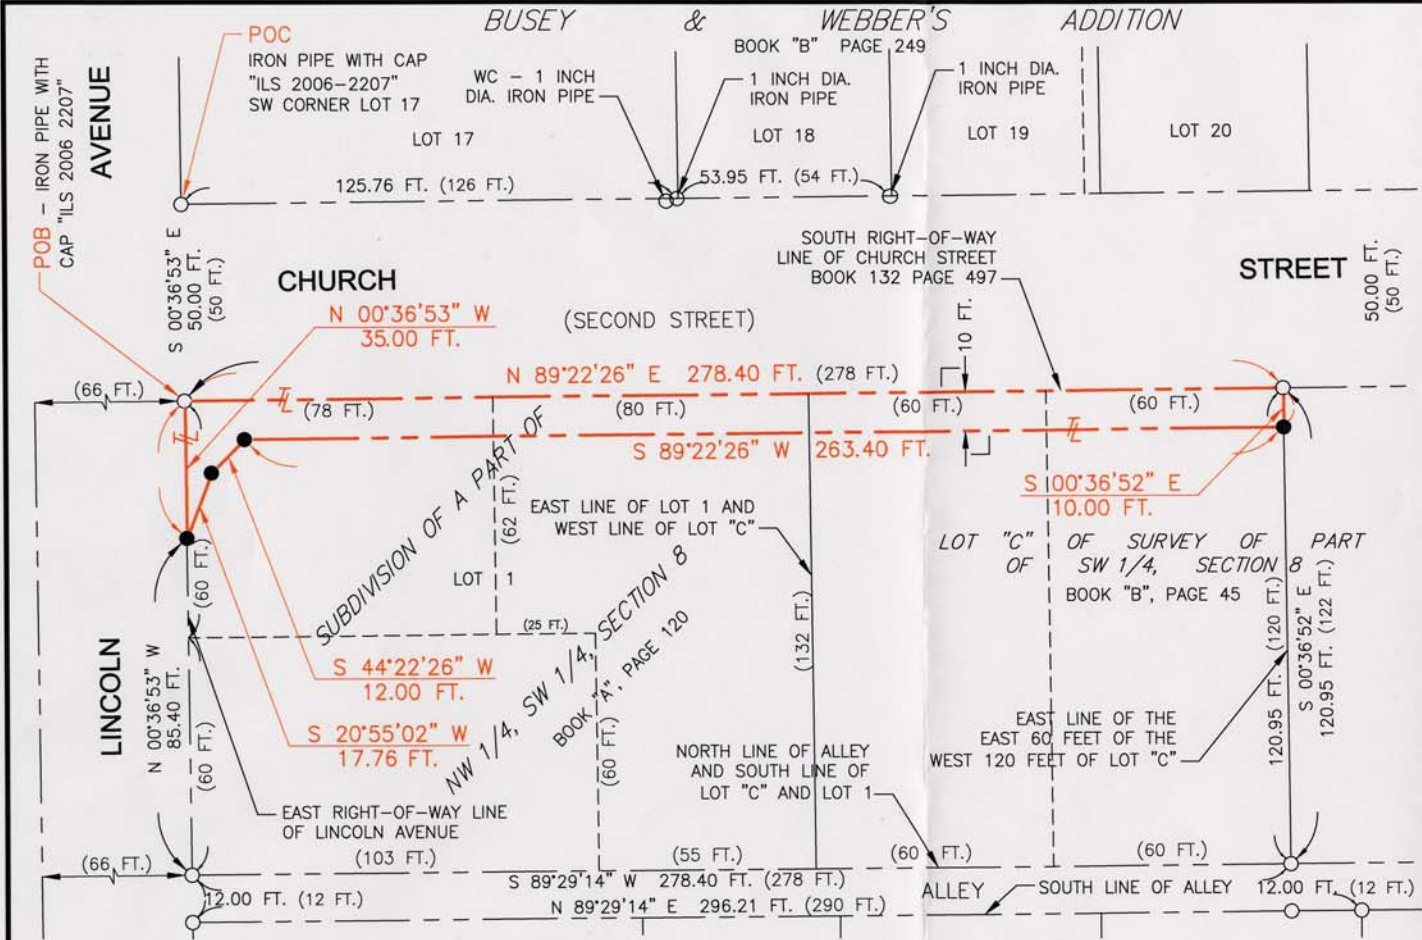 BUSEY & WEBBER'S ADDITION
BOOK "B" PAGE 249
POC
IRON PIPE WITH CAP
"ILS 2006-2207"
SW CORNER LOT 17
WC - 1 INCH
DIA. IRON PIPE
1 INCH DIA.
IRON PIPE
1 INCH DIA.
IRON PIPE
POB - IRON PIPE WITH
CAP "ILS 2006 2207"
AVENUE
LOT 17
LOT 18
LOT 19
LOT 20
125.76 FT. (126 FT.)
53.95 FT. (54 FT.)
S 00°36'53" E
50.00 FT.
(50 FT.)
CHURCH
STREET
(SECOND STREET)
SOUTH RIGHT-OF-WAY
LINE OF CHURCH STREET
BOOK 132 PAGE 497
50.00 FT.
(50 FT.)
N 00°36'53" W
35.00 FT.
10 FT.
(66 FT.)
N 89°22'26" E 278.40 FT. (278 FT.)
(78 FT.)
(80 FT.)
(60 FT.)
(60 FT.)
S 89°22'26" W 263.40 FT.
S 00°36'52" E
10.00 FT.
SUBDIVISION OF A PART OF
NW 1/4, SW 1/4, SECTION 8
BOOK "A", PAGE 120
(62 FT.)
EAST LINE OF LOT 1 AND
WEST LINE OF LOT "C"
LOT "C" OF SURVEY OF PART
OF SW 1/4, SECTION 8
BOOK "B", PAGE 45
LOT 1
(60 FT.)
(25 FT.)
(132 FT.)
LINCOLN
N 00°36'53" W
85.40 FT.
(60 FT.)
S 44°22'26" W
12.00 FT.
S 20°55'02" W
17.76 FT.
(60 FT.)
120.95 FT. (120 FT.)
S 00°36'52" E
120.95 FT. (122 FT.)
EAST LINE OF THE
EAST 60 FEET OF THE
WEST 120 FEET OF LOT "C"
NORTH LINE OF ALLEY
AND SOUTH LINE OF
LOT "C" AND LOT 1
EAST RIGHT-OF-WAY LINE
OF LINCOLN AVENUE
(66 FT.)
(103 FT.)
(55 FT.)
(60 FT.)
(60 FT.)
S 89°29'14" W 278.40 FT. (278 FT.)
12.00 FT. (12 FT.)
ALLEY
SOUTH LINE OF ALLEY
12.00 FT. (12 FT.)
N 89°29'14" E 296.21 FT. (290 FT.)